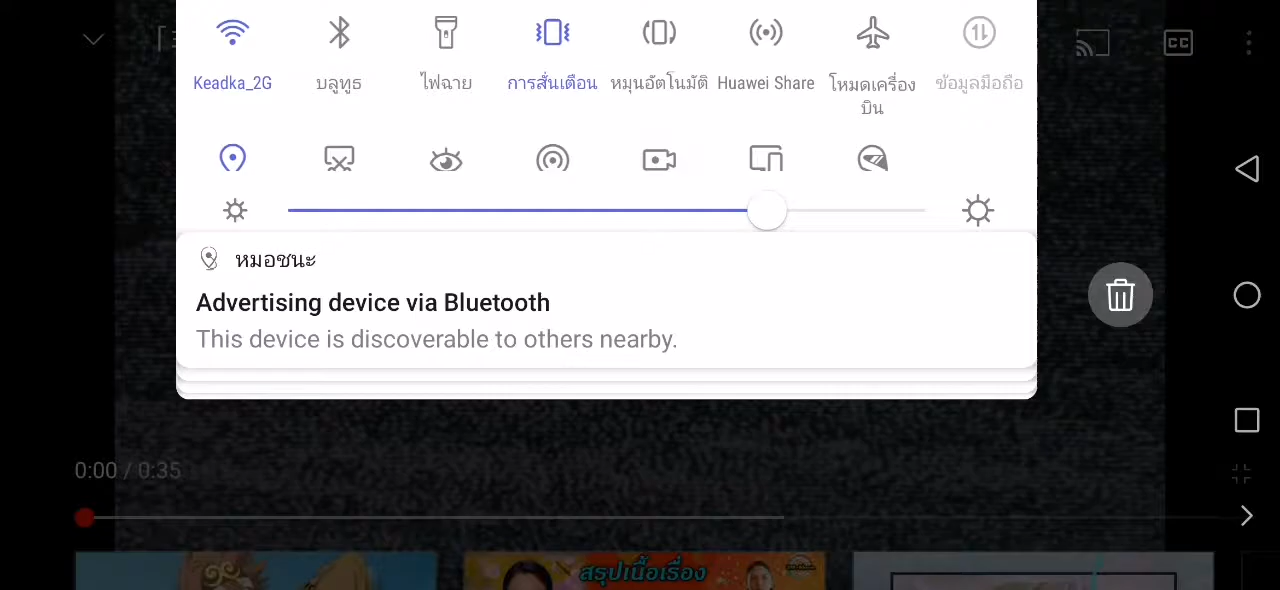 Keadka_2G
บลูทูธ
ไฟฉาย
การสั่นเตือน
หมุนอัตโนมัติ
Huawei Share
โหมดเครื่อง
บิน
ข้อมูลมือถือ
หมอชนะ
Advertising device via Bluetooth
This device is discoverable to others nearby.
CC
0:00 / 0:35
สรุปเนื้อเรื่อง